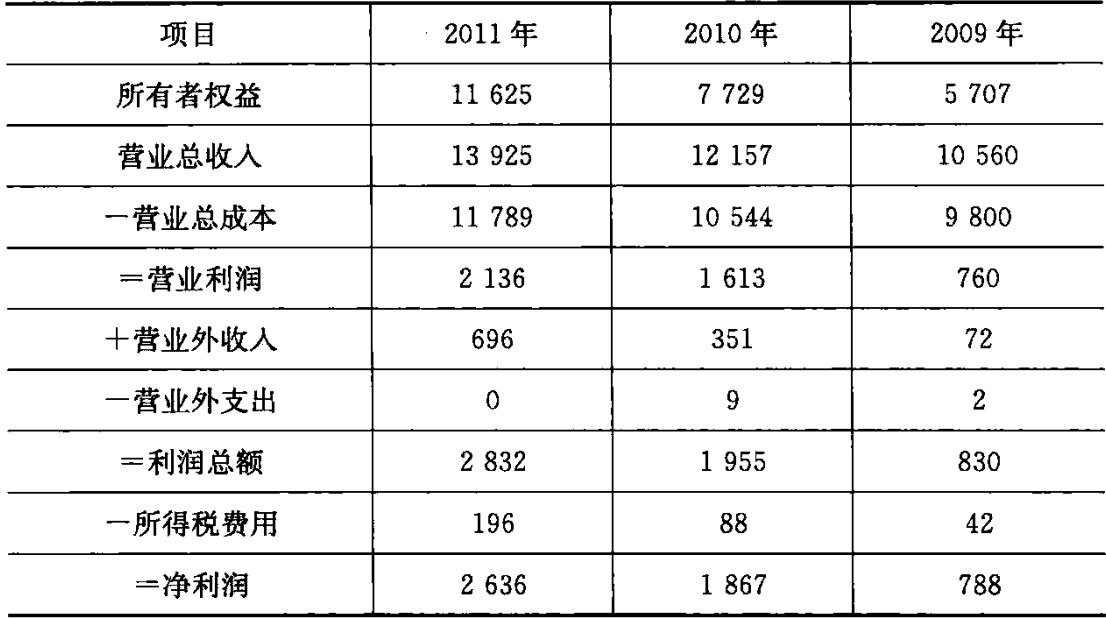 项目 2011 年 2010 年 2009 年
所有者权益 11 625 7 729 5 707
营业总收入 13 925 12 157 10 560
－营业总成本 11 789 10 544 9 800
＝营业利润 2 136 1 613 760
＋营业外收入 696 351 72
－营业外支出 0 9 2
＝利润总额 2 832 1 955 830
－所得税费用 196 88 42
＝净利润 2 636 1 867 788